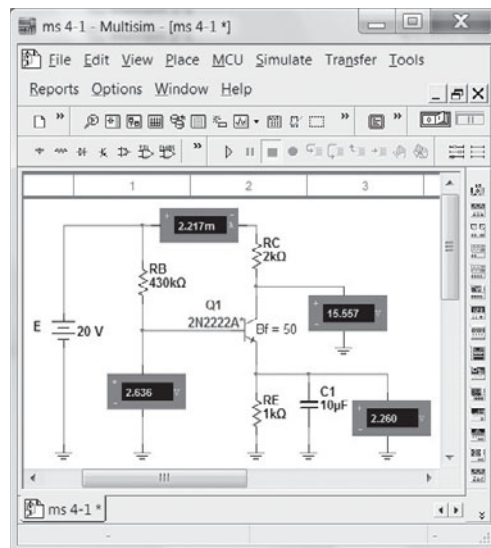 ms 4-1 - Multisim - [ms 4-1 *]
File Edit View Place MCU Simulate Transfer Tools
Reports Options Window Help
1 2 3
2.217m A
RC
2kΩ
RB
430kΩ
Q1
2N2222A*
Bf = 50
15.557 V
E
20 V
2.636 V
RE
1kΩ
C1
10µF
2.260 V
ms 4-1 *